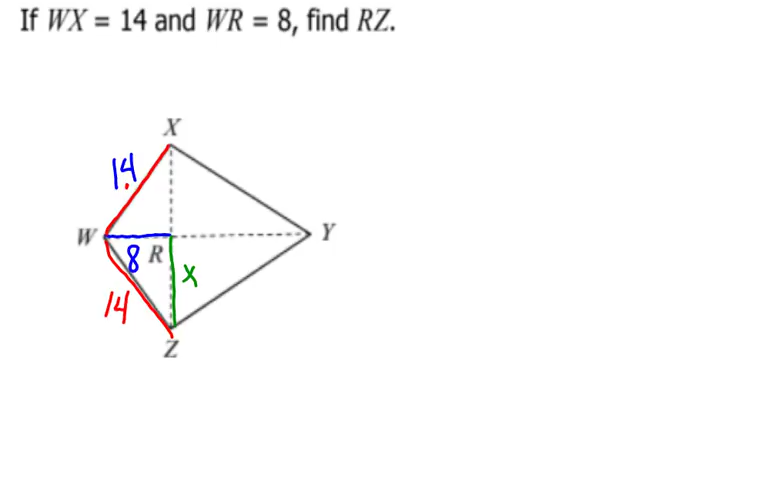 If WX = 14 and WR = 8, find RZ.
X
14
W
R
Y
8
x
14
Z